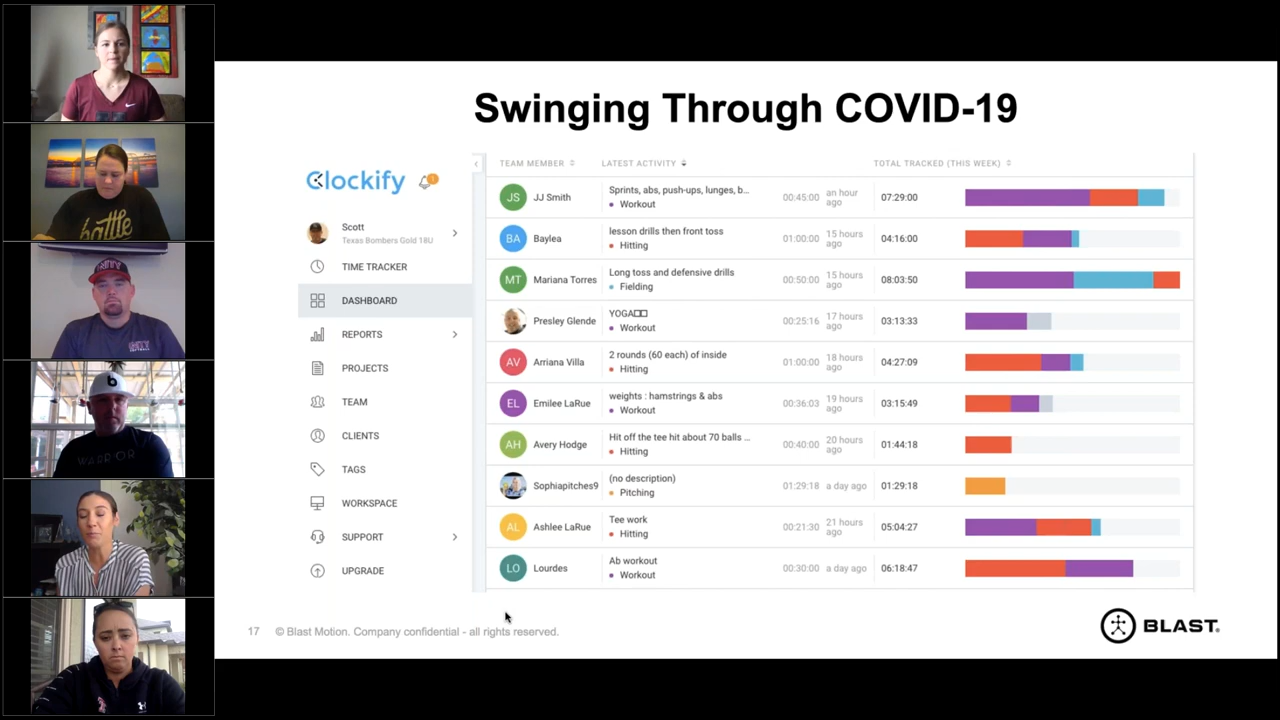 Swinging Through COVID-19
Clockify
1
Scott
Texas Bombers Gold 18U
TIME TRACKER
DASHBOARD
REPORTS
PROJECTS
TEAM
CLIENTS
TAGS
WORKSPACE
SUPPORT
UPGRADE
TEAM MEMBER LATEST ACTIVITY TOTAL TRACKED (THIS WEEK)
JS JJ Smith Sprints, abs, push-ups, lunges, b... 00:45:00 an hour ago 07:29:00
Workout
BA Baylea lesson drills then front toss 01:00:00 15 hours ago 04:16:00
Hitting
MT Mariana Torres Long toss and defensive drills 00:50:00 15 hours ago 08:03:50
Fielding
Presley Glende YOGA□□ 00:25:16 17 hours ago 03:13:33
Workout
AV Arriana Villa 2 rounds (60 each) of inside 01:00:00 18 hours ago 04:27:09
Hitting
EL Emilee LaRue weights : hamstrings & abs 00:36:03 19 hours ago 03:15:49
Workout
AH Avery Hodge Hit off the tee hit about 70 balls ... 00:40:00 20 hours ago 01:44:18
Hitting
Sophiapitches9 (no description) 01:29:18 a day ago 01:29:18
Pitching
AL Ashlee LaRue Tee work 00:21:30 21 hours ago 05:04:27
Hitting
LO Lourdes Ab workout 00:30:00 a day ago 06:18:47
Workout
17 © Blast Motion. Company confidential - all rights reserved.
BLAST.
battle
UNITY
WARRIOR